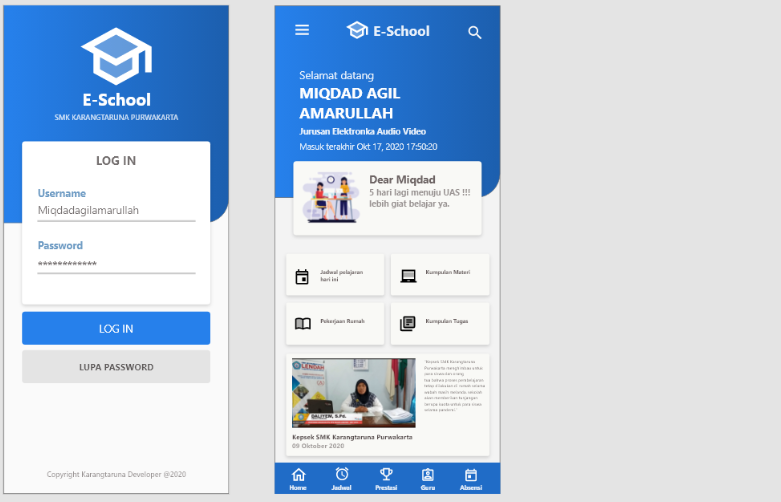 E-School
SMK KARANGTARUNA PURWAKARTA
LOG IN
Username
Miqdadagilamarullah
Password
************
LOG IN
LUPA PASSWORD
Copyright Karangtaruna Developer @2020
E-School
Selamat datang
MIQDAD AGIL
AMARULLAH
Jurusan Elektronka Audio Video
Masuk terakhir Okt 17, 2020 17:50:20
Dear Miqdad
5 hari lagi menuju UAS !!!
lebih giat belajar ya.
Jadwal pelajaran
hari ini
Kumpulan Materi
Pekerjaan Rumah
Kumpulan Tugas
"Kepsek SMK Karangtaruna
Kepsek SMK Karangtaruna Purwakarta
09 Oktober 2020
Home
Jadwal
Prestasi
Guru
Absensi